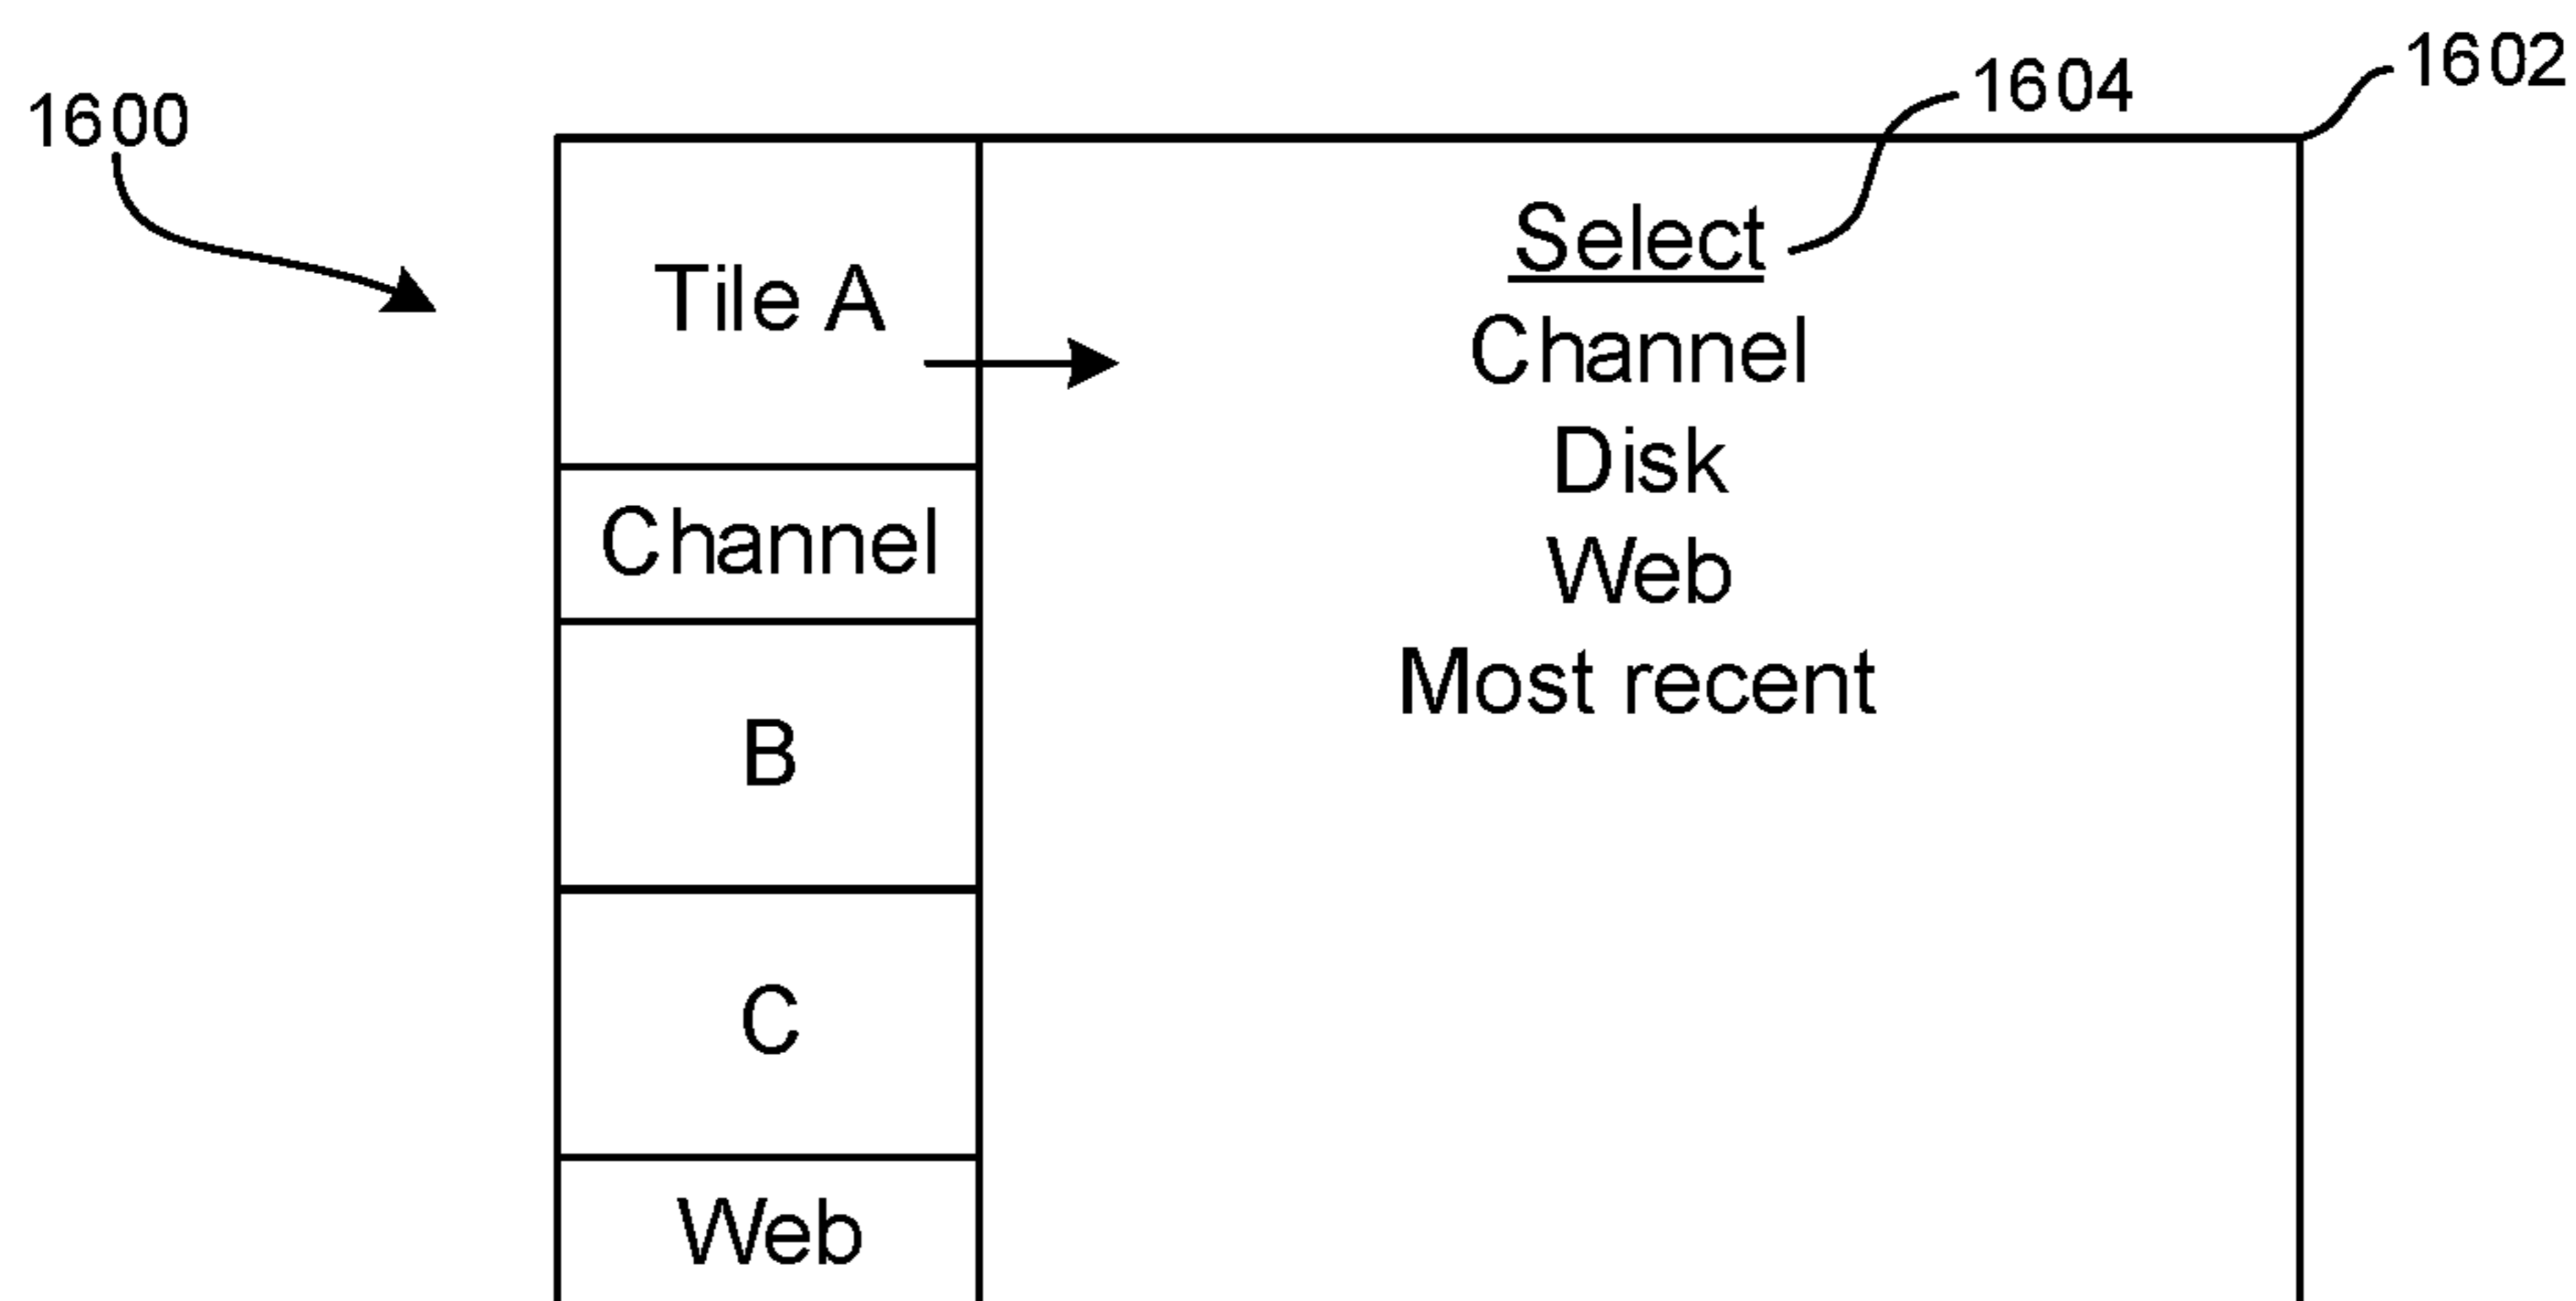 1602
1604
1600
Tile A
Channel
B
C
Web
Select
Channel
Disk
Web
Most recent